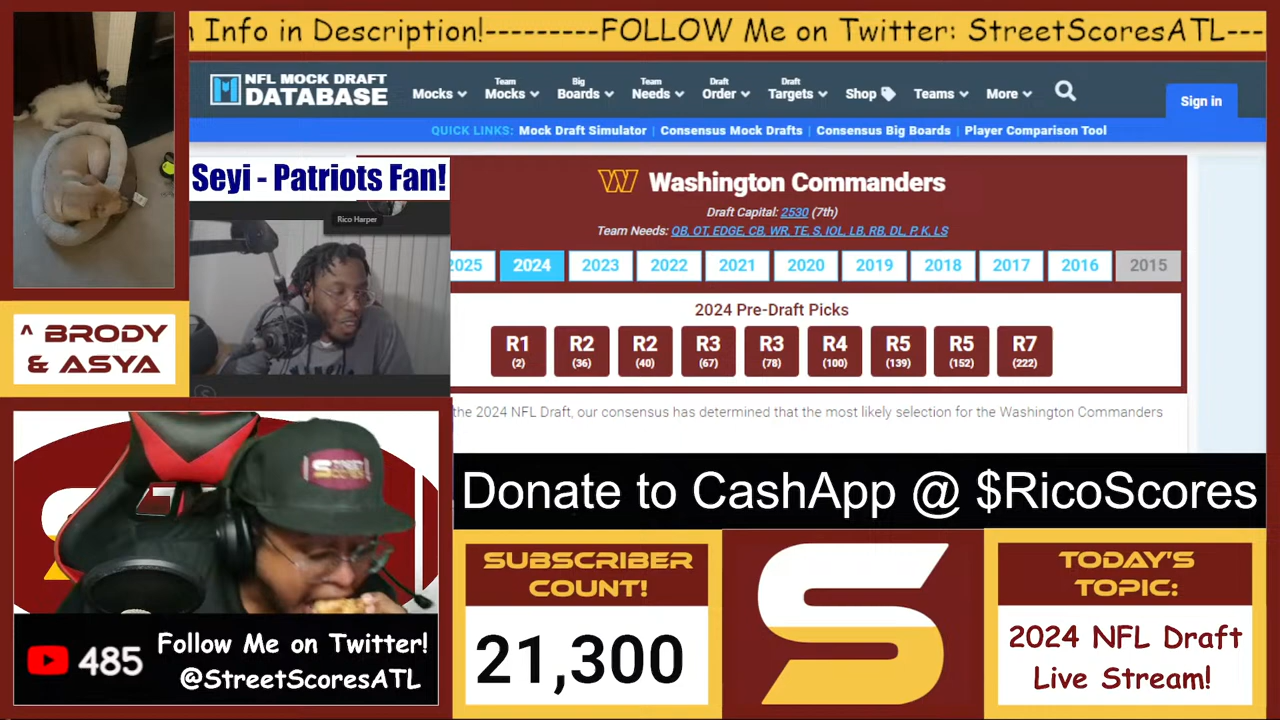 n Info in Description!---------FOLLOW Me on Twitter: StreetScoresATL---
NFL MOCK DRAFT
DATABASE
Mocks
Team
Mocks
Big
Boards
Team
Needs
Draft
Order
Draft
Targets
Shop
Teams
More
Sign in
QUICK LINKS: Mock Draft Simulator | Consensus Mock Drafts | Consensus Big Boards | Player Comparison Tool
Seyi - Patriots Fan!
Rico Harper
Washington Commanders
Draft Capital: 2530 (7th)
Team Needs: QB, OT, EDGE, CB, WR, TE, S, IOL, LB, RB, DL, P, K, LS
2025 2024 2023 2022 2021 2020 2019 2018 2017 2016 2015
2024 Pre-Draft Picks
R1 R2 R2 R3 R3 R4 R5 R5 R7
(2) (36) (40) (67) (78) (100) (139) (152) (222)
the 2024 NFL Draft, our consensus has determined that the most likely selection for the Washington Commanders
^ BRODY
& ASYA
Donate to CashApp @ $RicoScores
SUBSCRIBER
COUNT!
21,300
TODAY'S
TOPIC:
2024 NFL Draft
Live Stream!
485
Follow Me on Twitter!
@StreetScoresATL